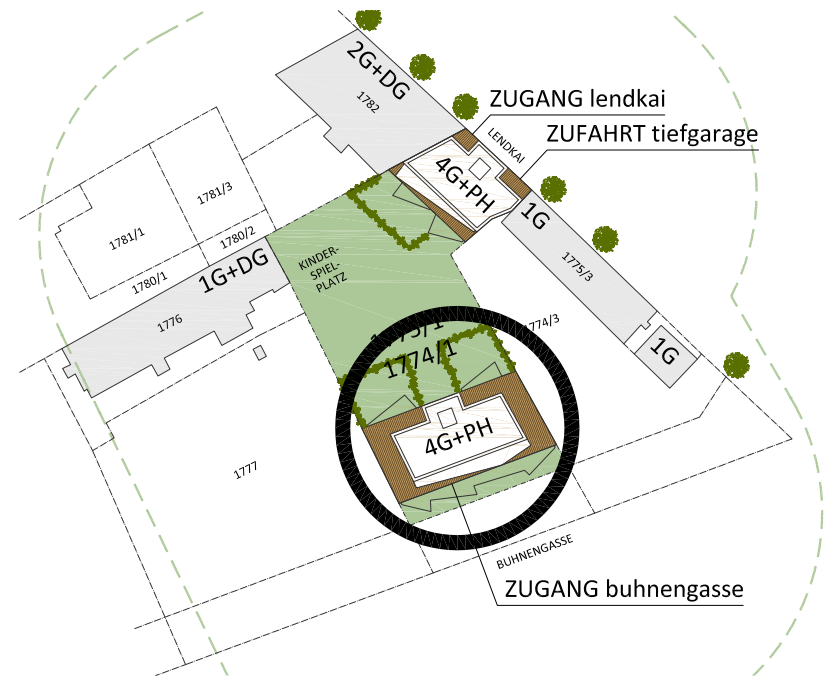 2G+DG
1782
ZUGANG lendkai
LENDKAI
ZUFAHRT tiefgarage
4G+PH
1G
1781/3
1781/1
1780/2
1780/1
1G+DG
KINDER-
SPIEL-
PLATZ
1775/3
1776
1774/3
1G
1775/1
1774/1
4G+PH
1777
BUHNENGASSE
ZUGANG buhnengasse